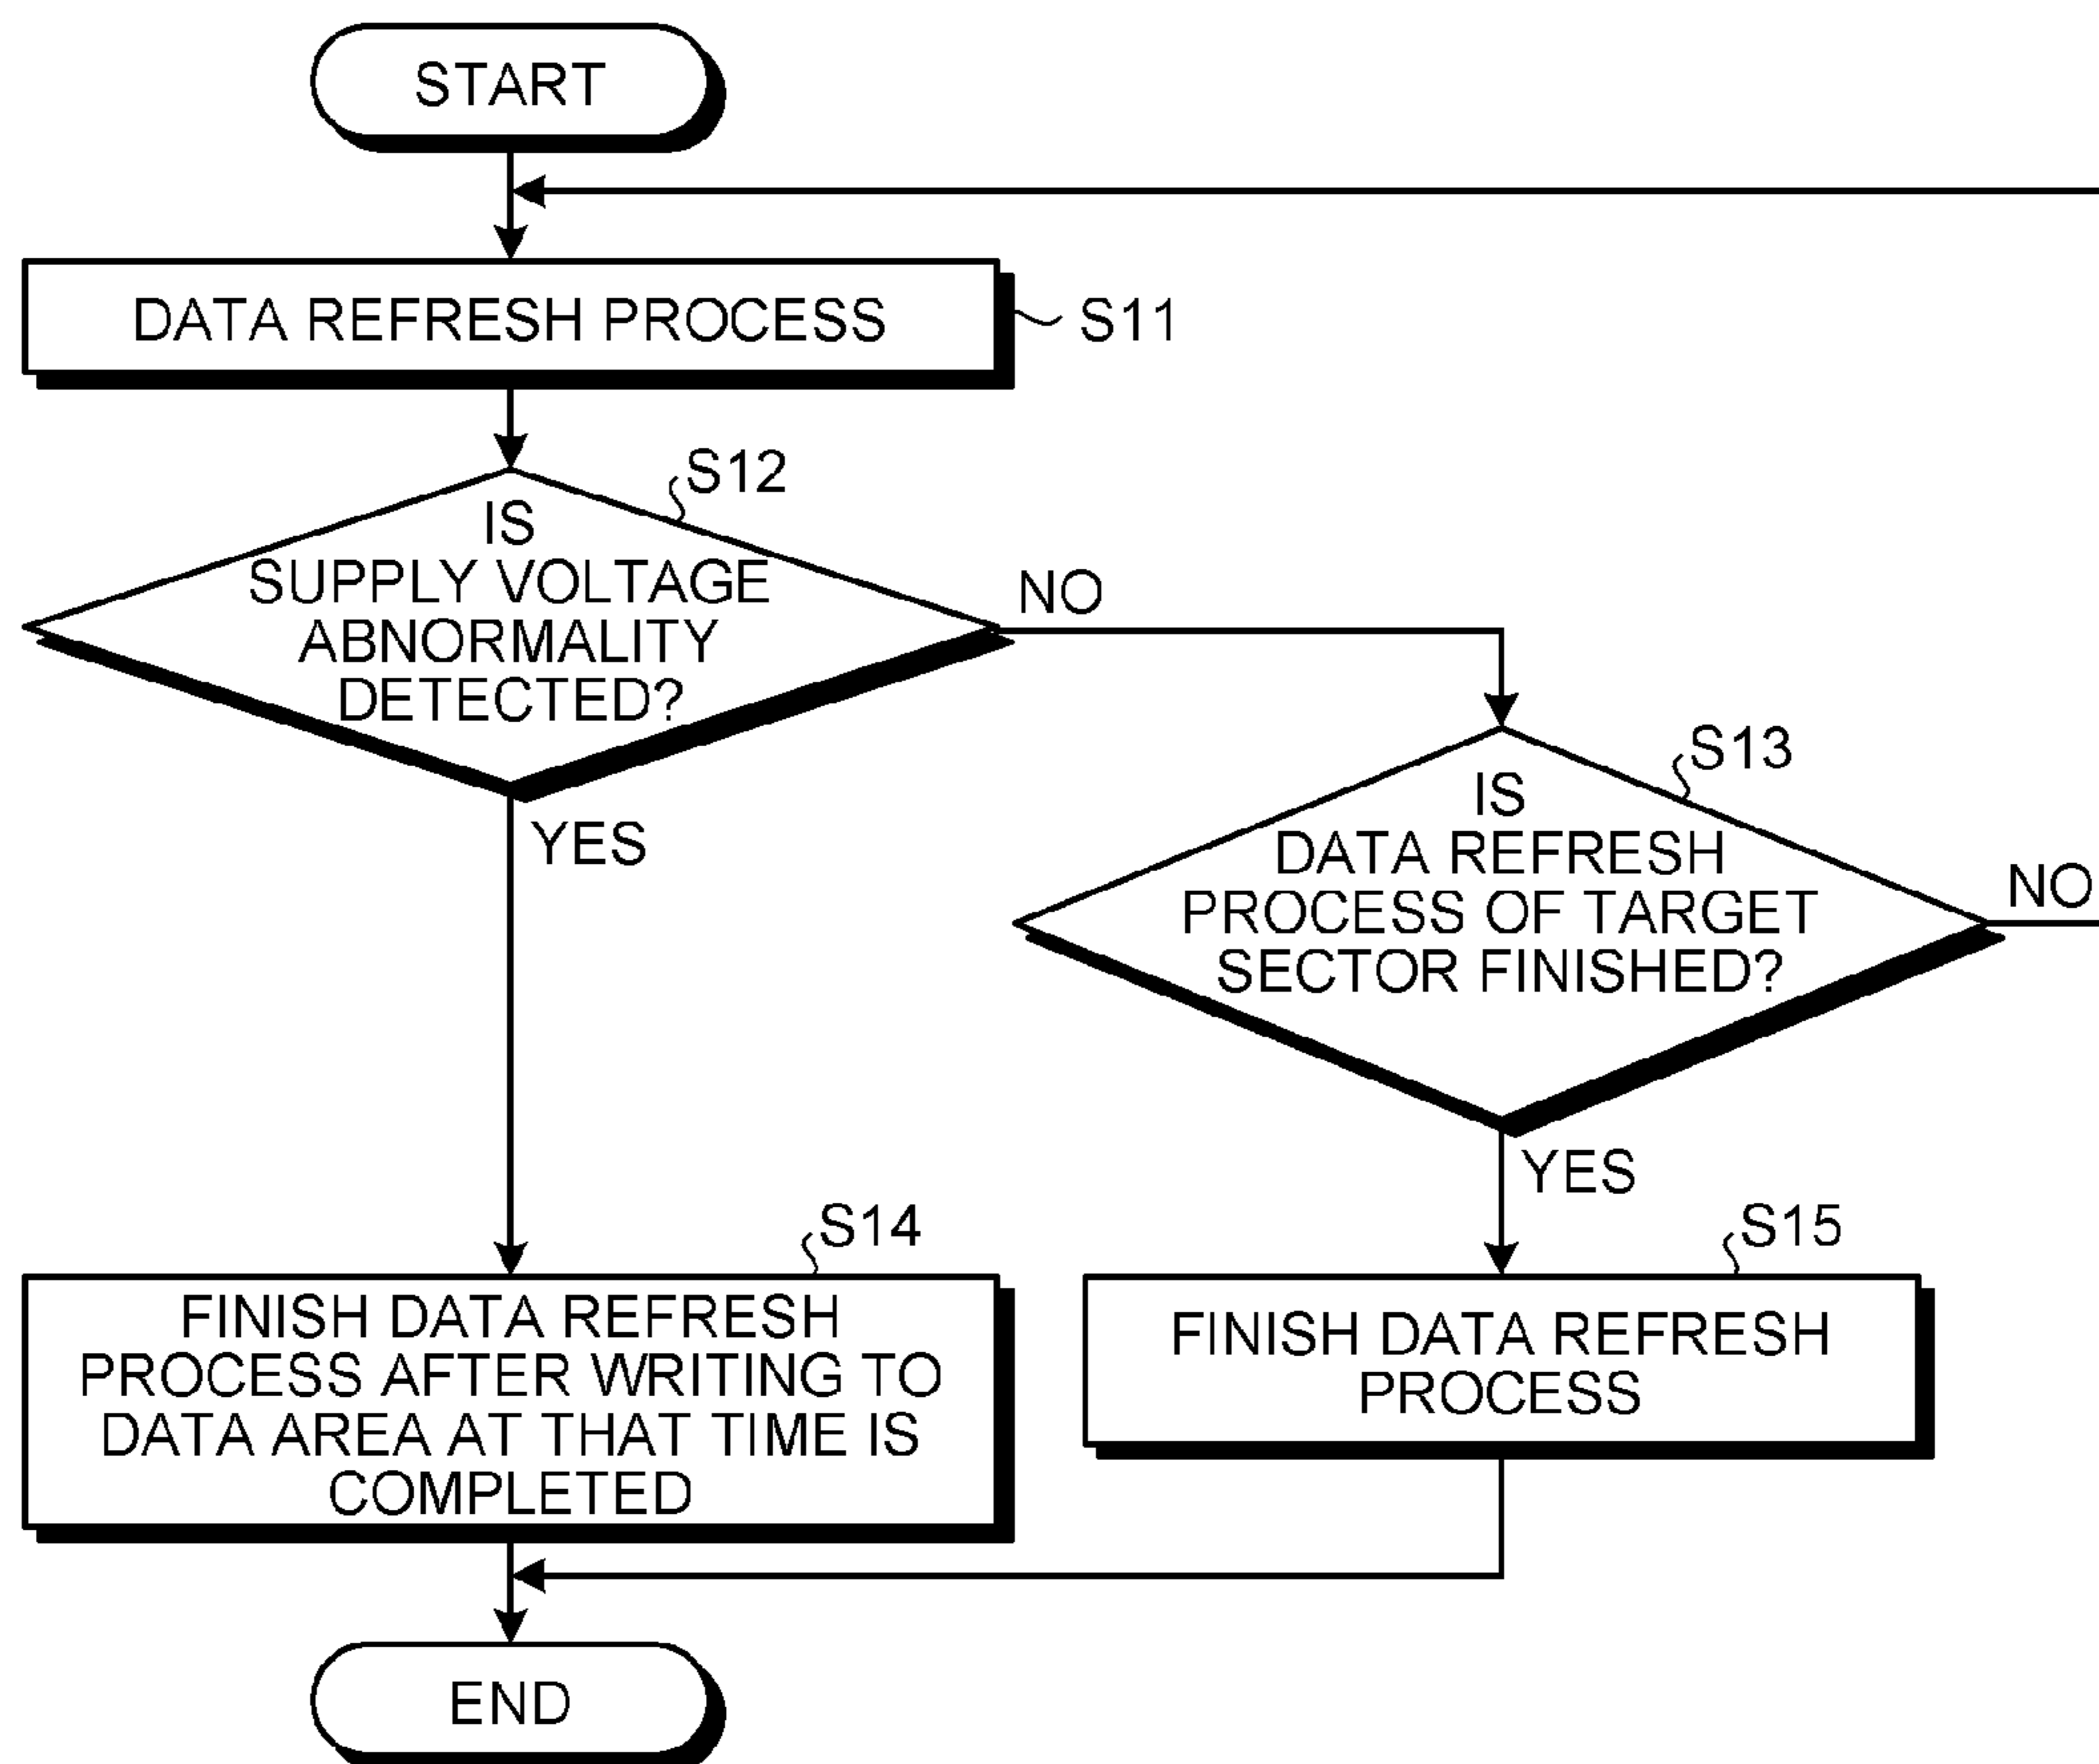 START
DATA REFRESH PROCESS
S11
S12
IS
SUPPLY VOLTAGE
ABNORMALITY
DETECTED?
NO
YES
S13
IS
DATA REFRESH
PROCESS OF TARGET
SECTOR FINISHED?
NO
YES
S14
FINISH DATA REFRESH
PROCESS AFTER WRITING TO
DATA AREA AT THAT TIME IS
COMPLETED
S15
FINISH DATA REFRESH
PROCESS
END